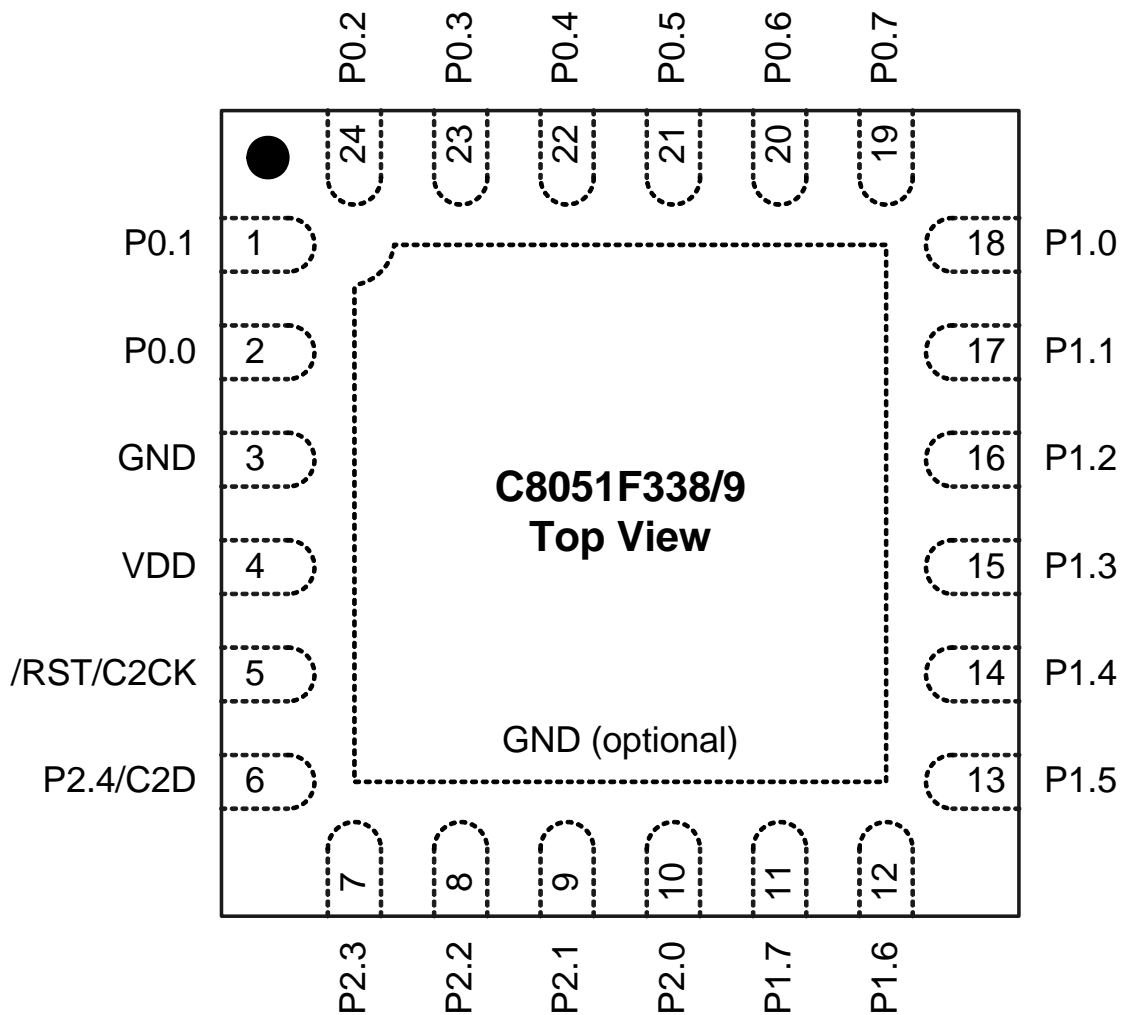 P0.2 P0.3 P0.4 P0.5 P0.6 P0.7
24 23 22 21 20 19
P0.1 1 18 P1.0
P0.0 2 17 P1.1
GND 3 16 P1.2
C8051F338/9
Top View
VDD 4 15 P1.3
/RST/C2CK 5 14 P1.4
GND (optional)
P2.4/C2D 6 13 P1.5
7 8 9 10 11 12
P2.3 P2.2 P2.1 P2.0 P1.7 P1.6